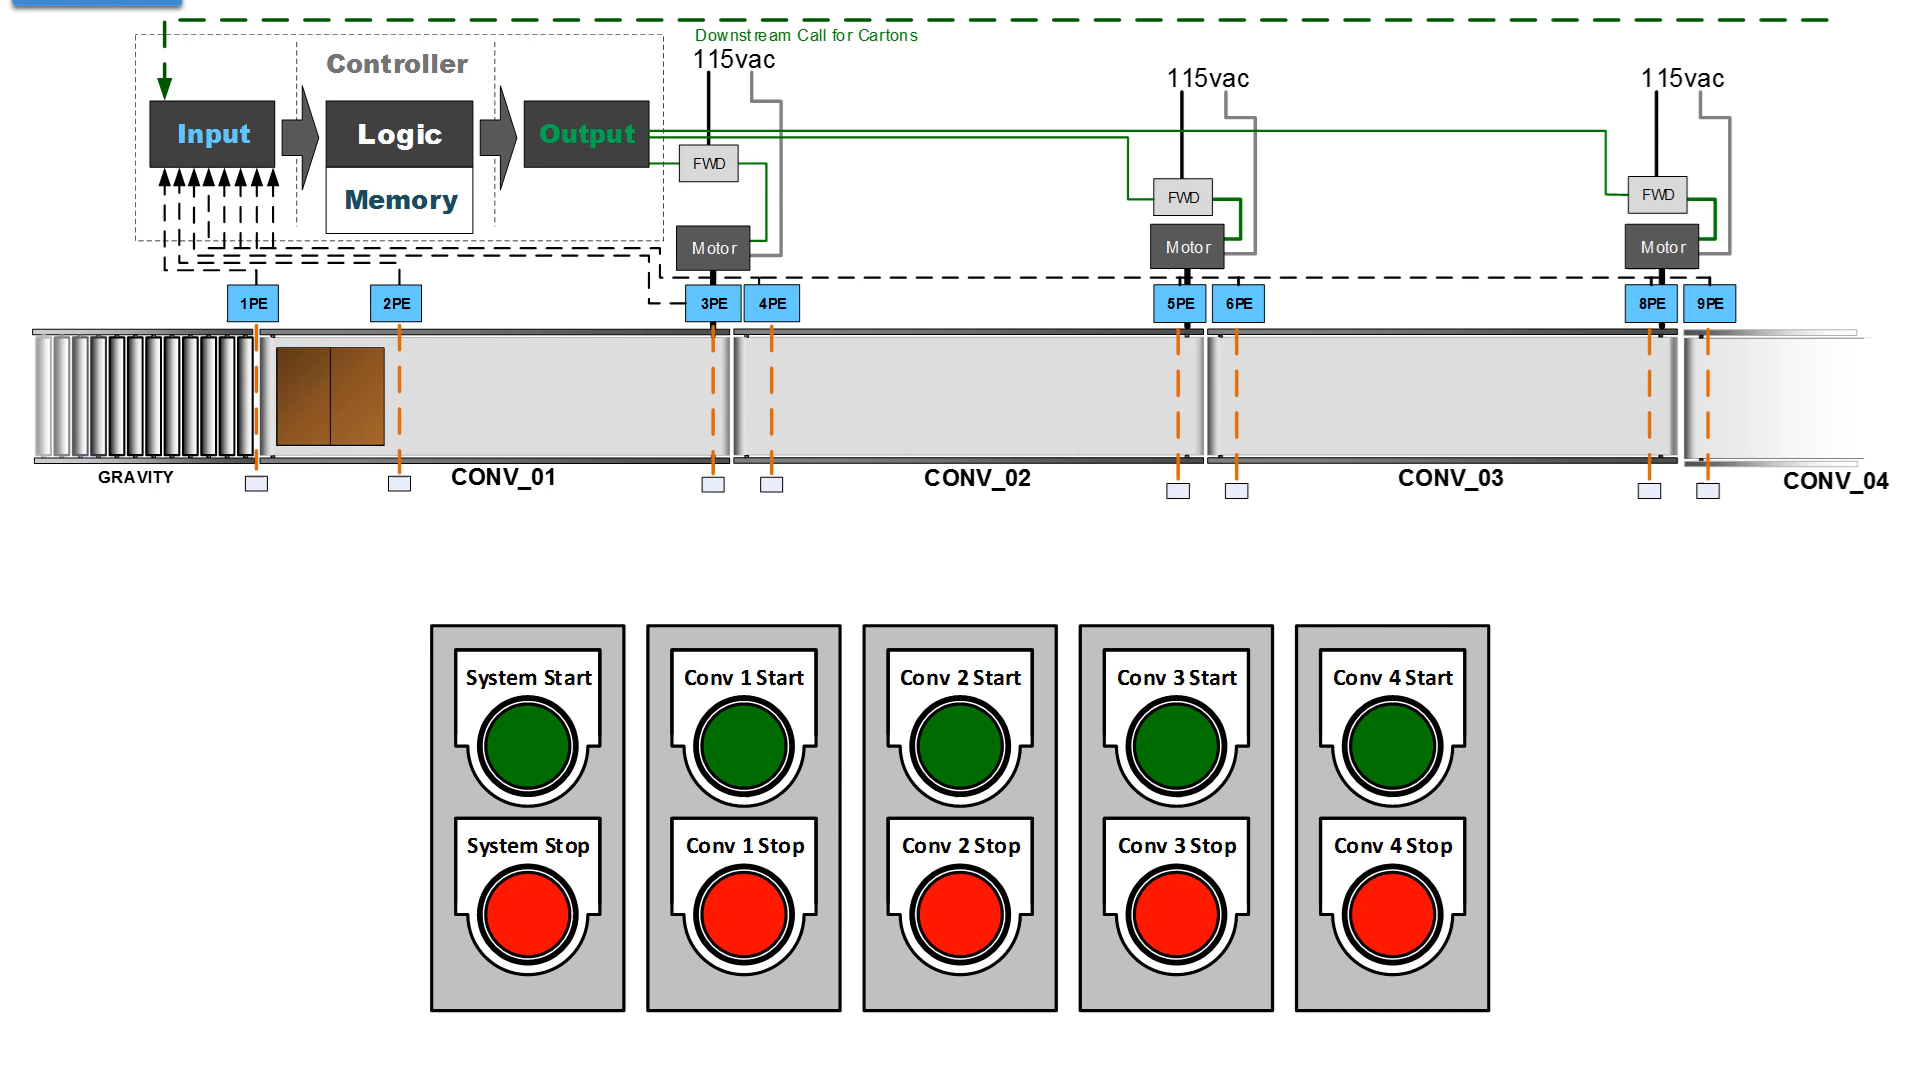 Downstream Call for Cartons
115vac
115vac
115vac
Controller
Input
Logic
Output
Memory
FWD
FWD
FWD
Motor
Motor
Motor
1PE
2PE
3PE
4PE
5PE
6PE
8PE
9PE
GRAVITY
CONV_01
CONV_02
CONV_03
CONV_04
System Start
Conv 1 Start
Conv 2 Start
Conv 3 Start
Conv 4 Start
System Stop
Conv 1 Stop
Conv 2 Stop
Conv 3 Stop
Conv 4 Stop